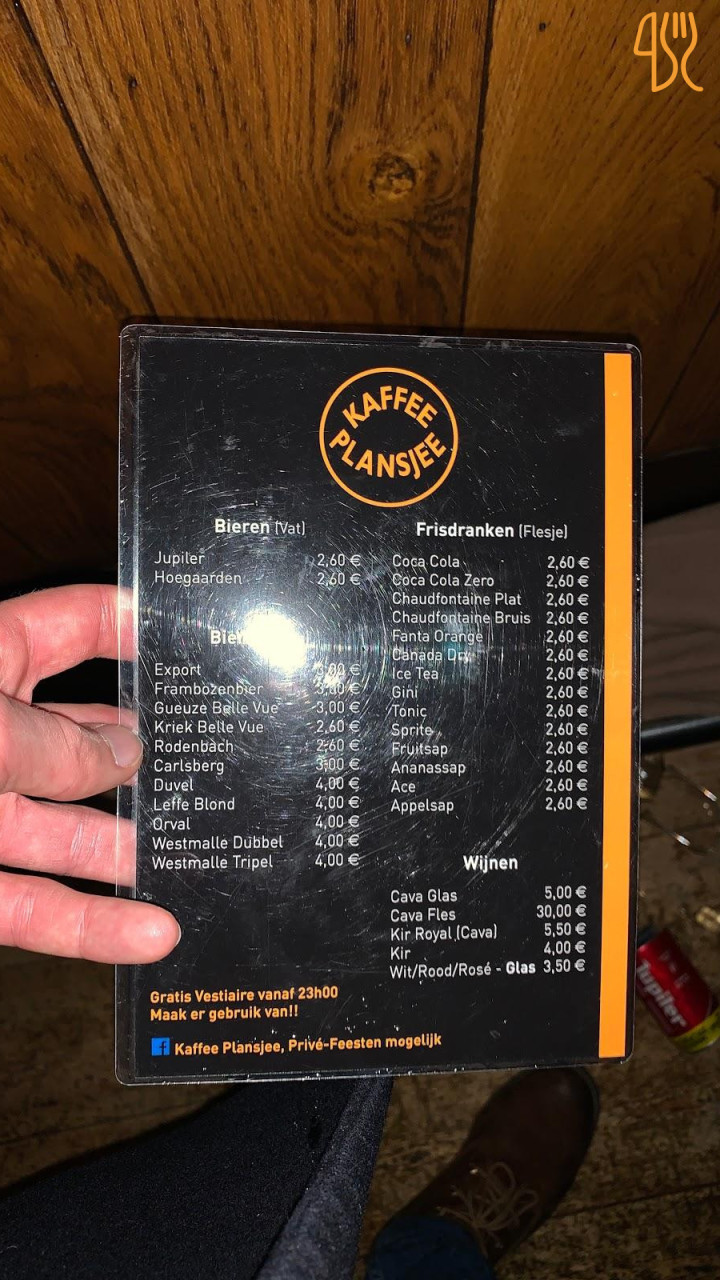 KAFFEE
PLANSJEE
Bieren (Vat)
Jupiler 2,60 €
Hoegaarden 2,60 €
Export 3,00 €
Frambozenbier 3,00 €
Gueuze Belle Vue 3,00 €
Kriek Belle Vue 2,60 €
Rodenbach 2,60 €
Carlsberg 3,00 €
Duvel 4,00 €
Leffe Blond 4,00 €
Orval 4,00 €
Westmalle Dubbel 4,00 €
Westmalle Tripel 4,00 €
Frisdranken (Flesje)
Coca Cola 2,60 €
Coca Cola Zero 2,60 €
Chaudfontaine Plat 2,60 €
Chaudfontaine Bruis 2,60 €
Fanta Orange 2,60 €
Canada Dry 2,60 €
Ice Tea 2,60 €
Gini 2,60 €
Tonic 2,60 €
Sprite 2,60 €
Fruitsap 2,60 €
Ananassap 2,60 €
Ace 2,60 €
Appelsap 2,60 €
Wijnen
Cava Glas 5,00 €
Cava Fles 30,00 €
Kir Royal (Cava) 5,50 €
Kir 4,00 €
Wit/Rood/Rosé - Glas 3,50 €
Gratis Vestiaire vanaf 23h00
Maak er gebruik van!!
Kaffee Plansjee, Privé-Feesten mogelijk
Jupiler